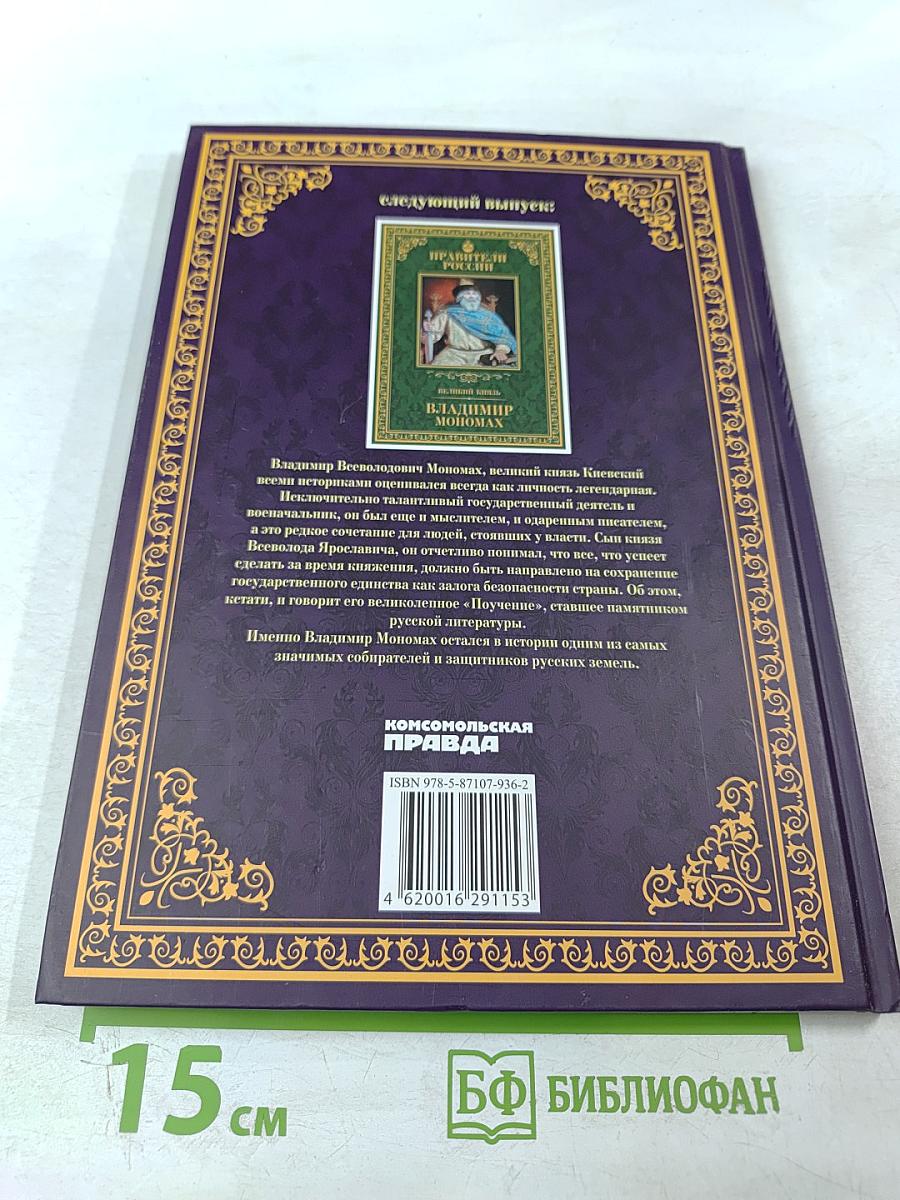 следующий выпуск:
ПРАВИТЕЛИ
РОССИИ
ВЕЛИКИЙ КНЯЗЬ
ВЛАДИМИР
МОНОМАХ
Владимир Всеволодович Мономах, великий князь Киевский
всеми историками оценивался всегда как личность легендарная.
Исключительно талантливый государственный деятель и
военачальник, он был еще и мыслителем, и одаренным писателем,
а это редкое сочетание для людей, стоявших у власти. Сын князя
Всеволода Ярославича, он отчетливо понимал, что все, что успеет
сделать за время княжения, должно быть направлено на сохранение
государственного единства как залога безопасности страны. Об этом,
кстати, и говорит его великолепное «Поучение», ставшее памятником
русской литературы.
Именно Владимир Мономах остался в истории одним из самых
значимых собирателей и защитников русских земель.
КОМСОМОЛЬСКАЯ
ПРАВДА
ISBN 978-5-87107-936-2
4 620016 291153
15 см
БФ БИБЛИОФАН